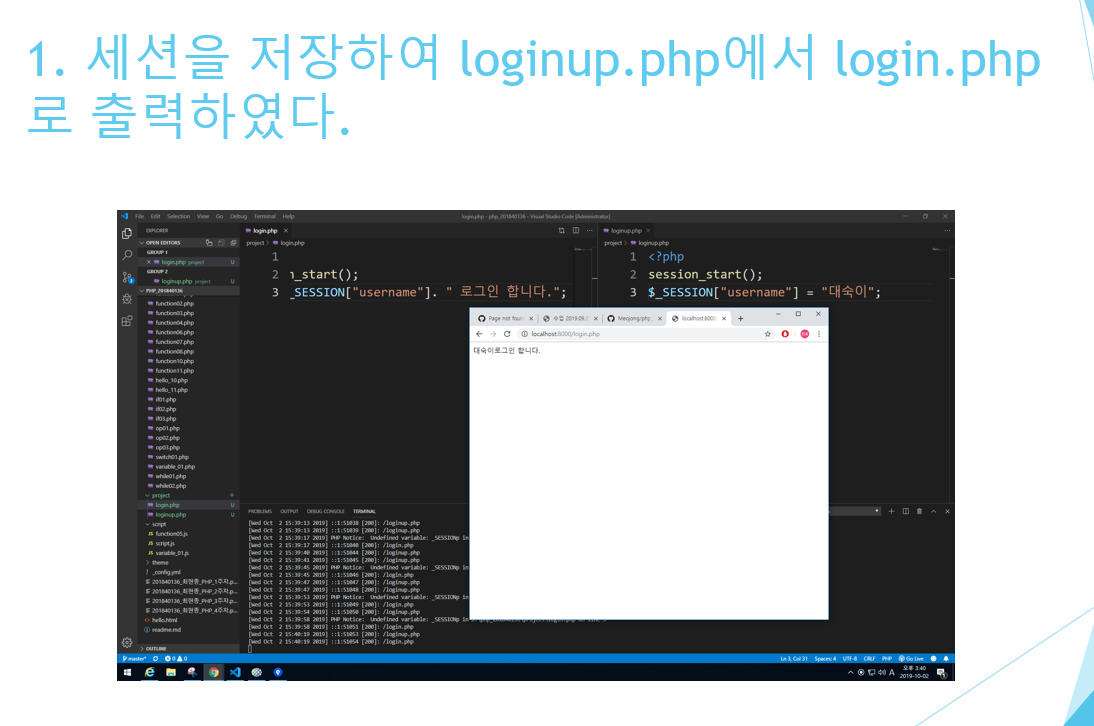 1. 세션을 저장하여 loginup.php에서 login.php
로 출력하였다.
File Edit Selection View Go Debug Terminal Help
login.php - php_201840136 - Visual Studio Code [Administrator]
EXPLORER
OPEN EDITORS
GROUP 1
login.php project U
GROUP 2
loginup.php project U
PHP_201840136
function02.php
function03.php
function04.php
function06.php
function07.php
function08.php
function10.php
function11.php
hello_10.php
hello_11.php
if01.php
if02.php
if03.php
op01.php
op02.php
op03.php
switch01.php
variable_01.php
while01.php
while02.php
project
login.php U
loginup.php U
script
function05.js
script.js
variable_01.js
theme
_config.yml
201840136_최현종_PHP_1주차.p...
201840136_최현종_PHP_2주차.p...
201840136_최현종_PHP_3주차.p...
201840136_최현종_PHP_4주차.p...
hello.html
readme.md
OUTLINE
login.php
project > login.php
1
2 n_start();
3 _SESSION["username"]. " 로그인 합니다.";
loginup.php
project > loginup.php
1 <?php
2 session_start();
3 $_SESSION["username"] = "대숙이";
Page not foun
수업 2019.09.
Meojong/php_
localhost:8000
localhost:8000/login.php
대숙이로그인 합니다.
PROBLEMS OUTPUT DEBUG CONSOLE TERMINAL
[Wed Oct 2 15:39:13 2019] ::1:51038 [200]: /loginup.php
[Wed Oct 2 15:39:13 2019] ::1:51039 [200]: /loginup.php
[Wed Oct 2 15:39:17 2019] PHP Notice: Undefined variable: _SESSIONp in
[Wed Oct 2 15:39:17 2019] ::1:51040 [200]: /login.php
[Wed Oct 2 15:39:40 2019] ::1:51044 [200]: /loginup.php
[Wed Oct 2 15:39:41 2019] ::1:51045 [200]: /loginup.php
[Wed Oct 2 15:39:45 2019] PHP Notice: Undefined variable: _SESSIONp in
[Wed Oct 2 15:39:45 2019] ::1:51046 [200]: /login.php
[Wed Oct 2 15:39:47 2019] ::1:51047 [200]: /loginup.php
[Wed Oct 2 15:39:47 2019] ::1:51048 [200]: /loginup.php
[Wed Oct 2 15:39:53 2019] PHP Notice: Undefined variable: _SESSIONp in
[Wed Oct 2 15:39:53 2019] ::1:51049 [200]: /login.php
[Wed Oct 2 15:39:54 2019] ::1:51050 [200]: /loginup.php
[Wed Oct 2 15:39:58 2019] PHP Notice: Undefined variable: _SESSIONp in
[Wed Oct 2 15:39:58 2019] ::1:51051 [200]: /login.php
[Wed Oct 2 15:40:19 2019] ::1:51053 [200]: /loginup.php
[Wed Oct 2 15:40:19 2019] ::1:51054 [200]: /login.php
master* 0 0
Ln 3, Col 31 Spaces: 4 UTF-8 CRLF PHP Go Live
A 오후 3:40
2019-10-02